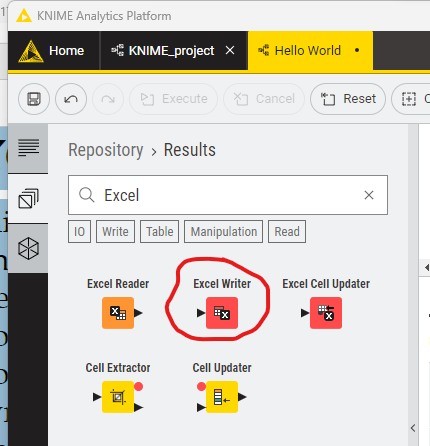 KNIME Analytics Platform
Home KNIME_project Hello World
Execute Cancel Reset
Repository > Results
Excel
IO Write Table Manipulation Read
Excel Reader Excel Writer Excel Cell Updater
Cell Extractor Cell Updater